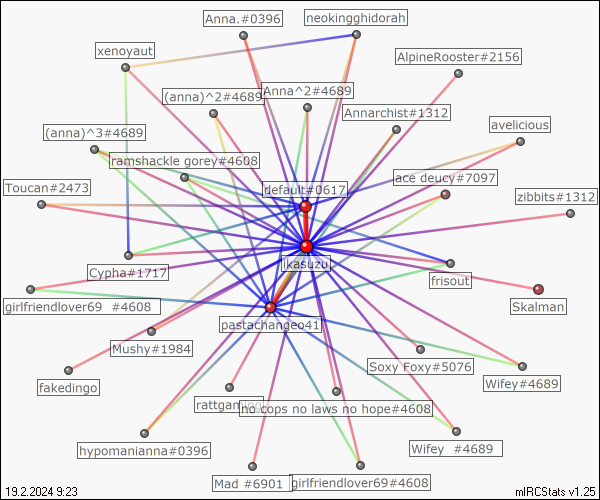 Anna.#0396
neokingghidorah
xenoyaut
AlpineRooster#2156
(anna)^2#4689
Anna^2#4689
Annarchist#1312
(anna)^3#4689
avelicious
ramshackle gorey#4608
ace deucy#7097
Toucan#2473
default#0617
zibbits#1312
likasuzu
Cypha#1717
frisout
girlfriendlover69 #4608
Skalman
pastachangeo41
Mushy#1984
Soxy Foxy#5076
fakedingo
Wifey#4689
no cops no laws no hope#4608
hypomanianna#0396
Wifey #4689
Mad #6901
girlfriendlover69#4608
19.2.2024 9:23
mIRCStats v1.25